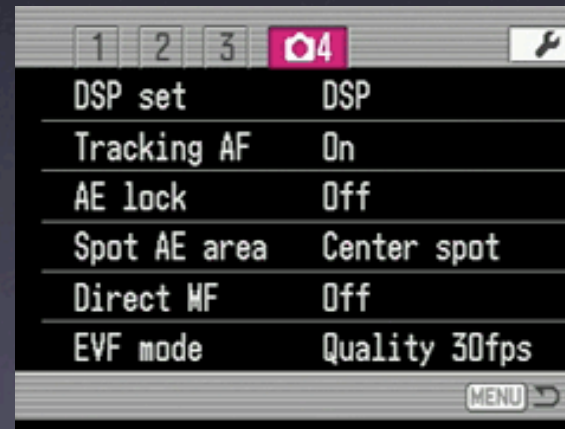 1 2 3 4
DSP set DSP
Tracking AF On
AE lock Off
Spot AE area Center spot
Direct MF Off
EVF mode Quality 30fps
MENU